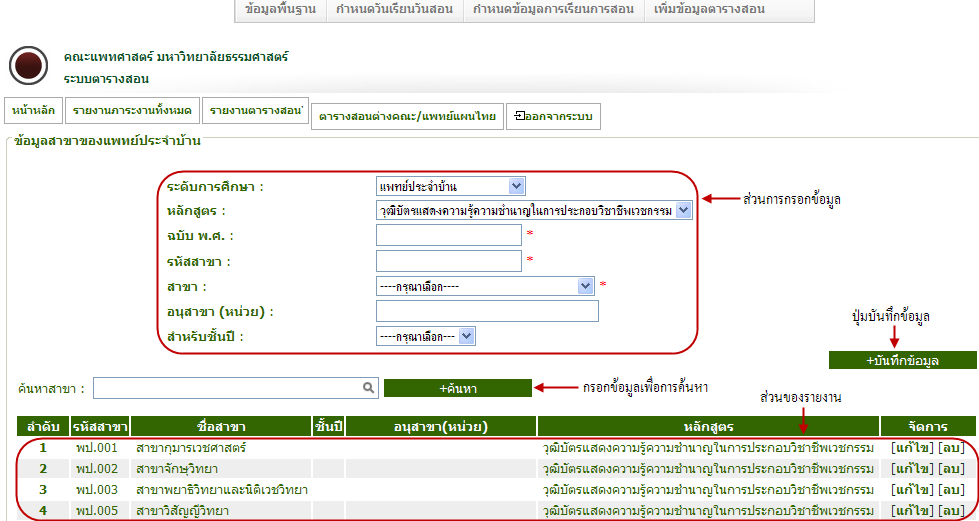 ข้อมูลพื้นฐาน กำหนดวันเรียนวันสอน กำหนดข้อมูลการเรียนการสอน เพิ่มข้อมูลตารางสอน
คณะแพทศาสตร์ มหาวิทยาลัยธรรมศาสตร์
ระบบตารางสอน
หน้าหลัก รายงานภาระงานทั้งหมด รายงานตารางสอน ตารางสอนต่างคณะ/แพทย์แผนไทย ออกจากระบบ
ข้อมูลสาขาของแพทย์ประจำบ้าน
ระดับการศึกษา : แพทย์ประจำบ้าน
ส่วนการกรอกข้อมูล
หลักสูตร : วุฒิบัตรแสดงความรู้ความชำนาญในการประกอบวิชาชีพเวชกรรม
ฉบับ พ.ศ. : *
รหัสสาขา : *
สาขา : ----กรุณาเลือก---- *
อนุสาขา (หน่วย) :
ปุ่มบันทึกข้อมูล
สำหรับชั้นปี : ----กรุณาเลือก---
+บันทึกข้อมูล
ค้นหาสาขา : +ค้นหา กรอกข้อมูลเพื่อการค้นหา
ส่วนของรายงาน
ลำดับ รหัสสาขา ชื่อสาขา ชั้นปี อนุสาขา(หน่วย) หลักสูตร จัดการ
1 พป.001 สาขากุมารเวชศาสตร์ วุฒิบัตรแสดงความรู้ความชำนาญในการประกอบวิชาชีพเวชกรรม [แก้ไข] [ลบ]
2 พป.002 สาขาจักษุวิทยา วุฒิบัตรแสดงความรู้ความชำนาญในการประกอบวิชาชีพเวชกรรม [แก้ไข] [ลบ]
3 พป.003 สาขาพยาธิวิทยาและนิติเวชวิทยา วุฒิบัตรแสดงความรู้ความชำนาญในการประกอบวิชาชีพเวชกรรม [แก้ไข] [ลบ]
4 พป.005 สาขาวิสัญญีวิทยา วุฒิบัตรแสดงความรู้ความชำนาญในการประกอบวิชาชีพเวชกรรม [แก้ไข] [ลบ]